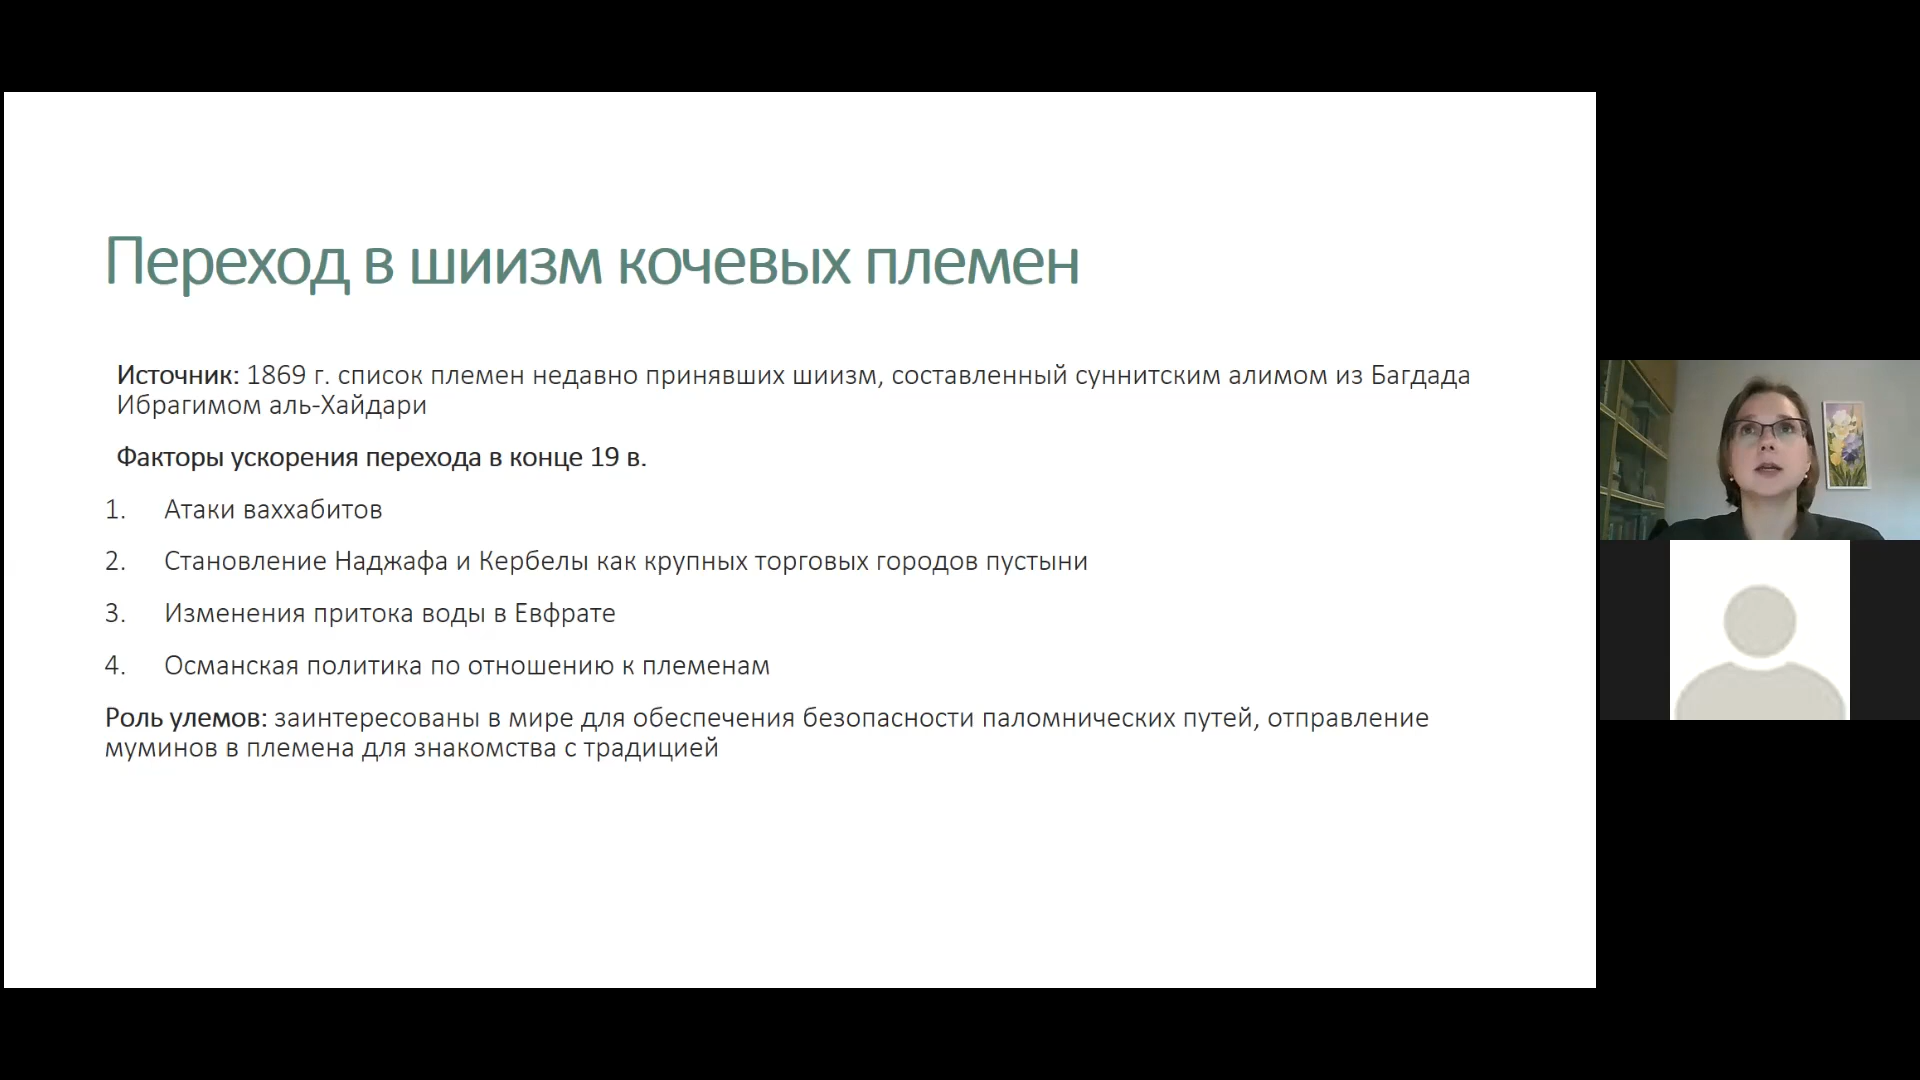 Переход в шиизм кочевых племен
Источник: 1869 г. список племен недавно принявших шиизм, составленный суннитским алимом из Багдада
Ибрагимом аль-Хайдари
Факторы ускорения перехода в конце 19 в.
1. Атаки ваххабитов
2. Становление Наджафа и Кербелы как крупных торговых городов пустыни
3. Изменения притока воды в Евфрате
4. Османская политика по отношению к племенам
Роль улемов: заинтересованы в мире для обеспечения безопасности паломнических путей, отправление
муминов в племена для знакомства с традицией